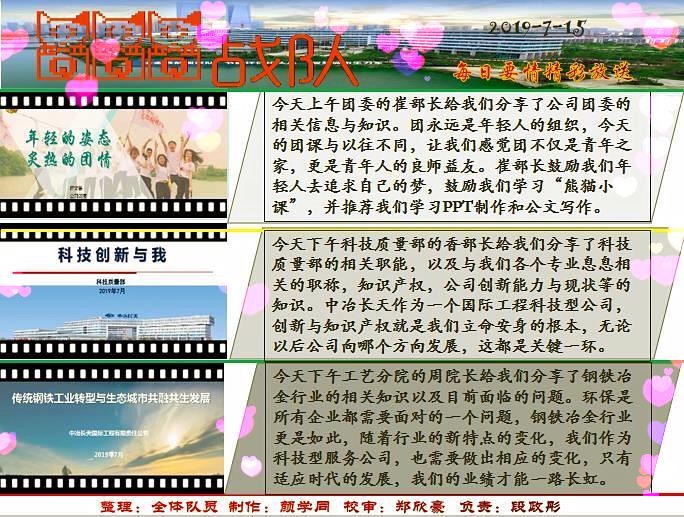 2019-7-15
战队人
每日要情精彩放送
年轻的姿态
炙热的团情
今天上午团委的崔部长给我们分享了公司团委的
相关信息与知识。团永远是年轻人的组织，今天
的团课与以往不同，让我们感觉团不仅是青年之
家，更是青年人的良师益友。崔部长鼓励我们年
轻人去追求自己的梦，鼓励我们学习“熊猫小
课”，并推荐我们学习PPT制作和公文写作。
科技创新与我
科技质量部
2019年7月
今天下午科技质量部的香部长给我们分享了科技
质量部的相关职能，以及与我们各个专业息息相
关的职称，知识产权，公司创新能力与现状等的
知识。中冶长天作为一个国际工程科技型公司，
创新与知识产权就是我们立命安身的根本，无论
以后公司向哪个方向发展，这都是关键一环。
传统钢铁工业转型与生态城市共融共生发展
中冶长天国际工程有限责任公司
2019年7月
今天下午工艺分院的周院长给我们分享了钢铁冶
金行业的相关知识以及目前面临的问题。环保是
所有企业都需要面对的一个问题，钢铁冶金行业
更是如此，随着行业的新特点的变化，我们作为
科技型服务公司，也需要做出相应的变化，只有
适应时代的发展，我们的业绩才能一路长虹。
整理：全体队员 制作：颜学同 校审：郑欣豪 负责：段政彤